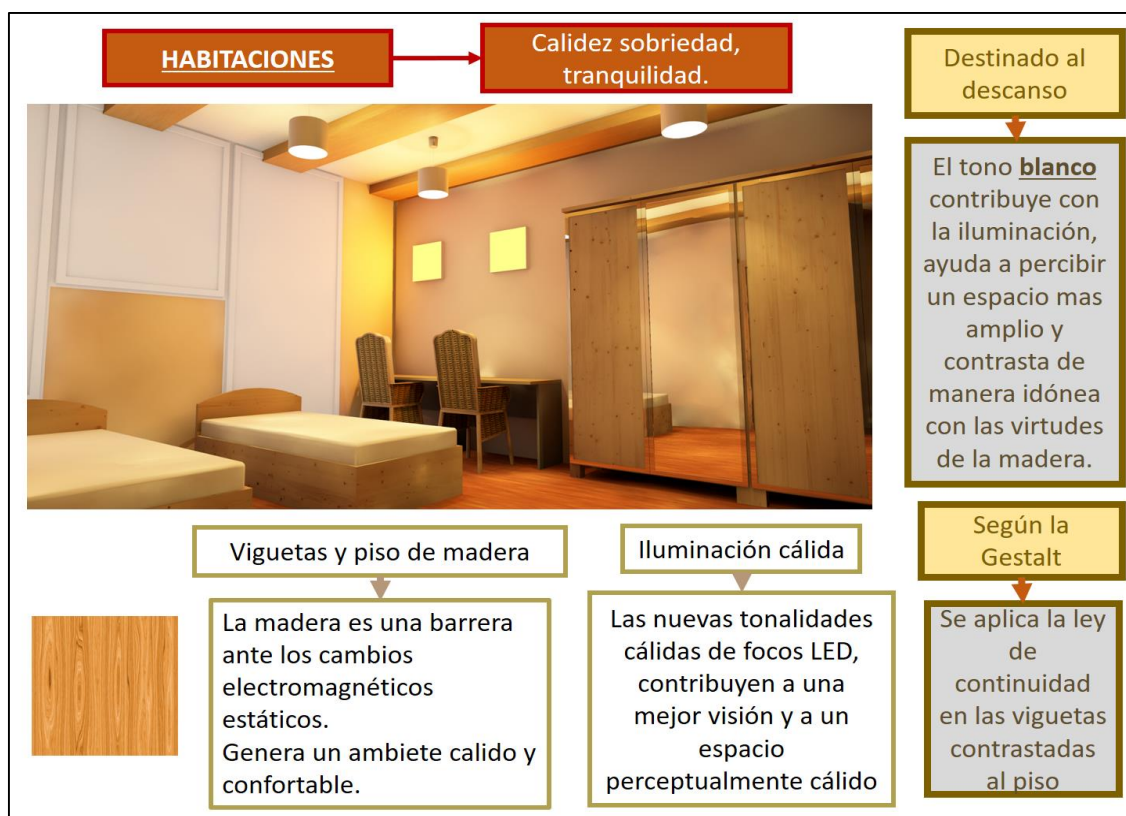 HABITACIONES
Calidez sobriedad,
tranquilidad.
Destinado al
descanso
El tono blanco
contribuye con
la iluminación,
ayuda a percibir
un espacio mas
amplio y
contrasta de
manera idónea
con las virtudes
de la madera.
Viguetas y piso de madera
La madera es una barrera
ante los cambios
electromagnéticos
estáticos.
Genera un ambiete calido y
confortable.
Iluminación cálida
Las nuevas tonalidades
cálidas de focos LED,
contribuyen a una
mejor visión y a un
espacio
perceptualmente cálido
Según la
Gestalt
Se aplica la ley
de
continuidad
en las viguetas
contrastadas
al piso